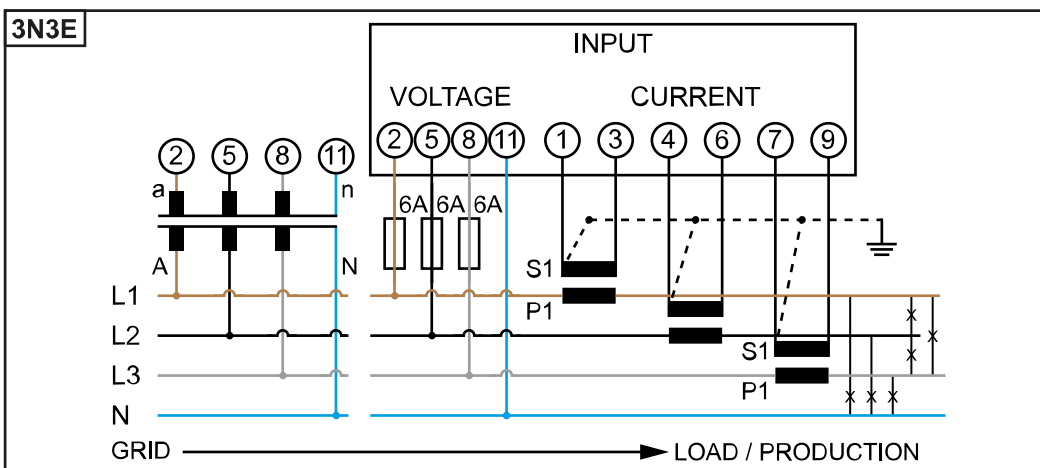 3N3E
INPUT
VOLTAGE CURRENT
2 5 8 11 1 3 4 6 7 9
2 5 8 11
a n
6A 6A 6A
A N
S1
P1
L1
L2
S1
L3
P1
N
GRID LOAD / PRODUCTION